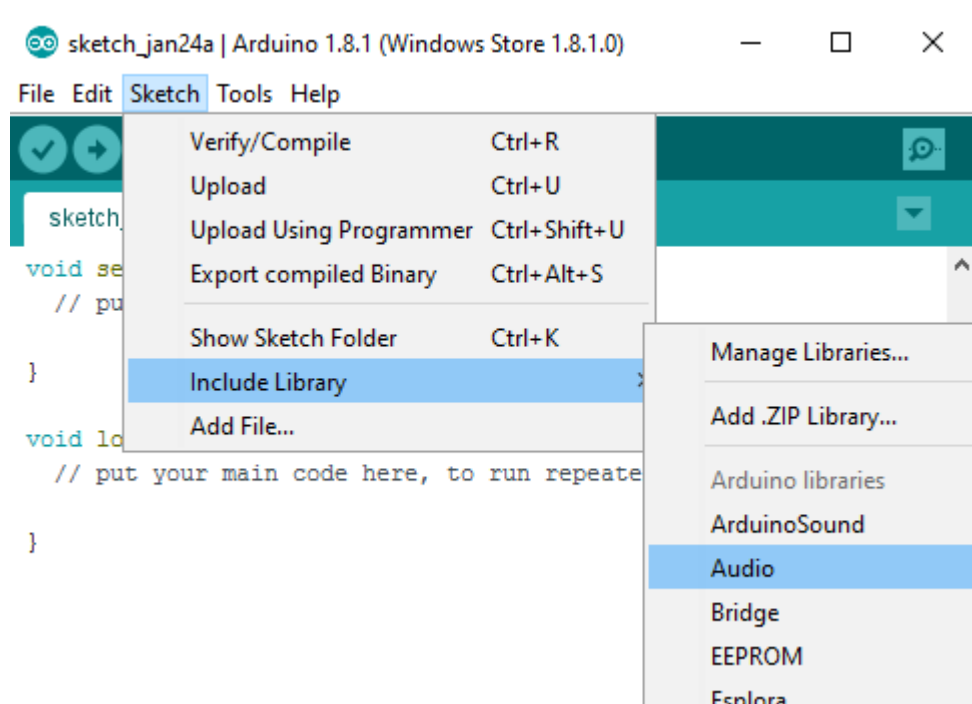 sketch_jan24a | Arduino 1.8.1 (Windows Store 1.8.1.0)
File Edit Sketch Tools Help
Verify/Compile Ctrl+R
Upload Ctrl+U
Upload Using Programmer Ctrl+Shift+U
Export compiled Binary Ctrl+Alt+S
Show Sketch Folder Ctrl+K
Include Library
Add File...
sketch_
void se
// pu
}
void lo
// put your main code here, to run repeate
}
Manage Libraries...
Add .ZIP Library...
Arduino libraries
ArduinoSound
Audio
Bridge
EEPROM
Esplora